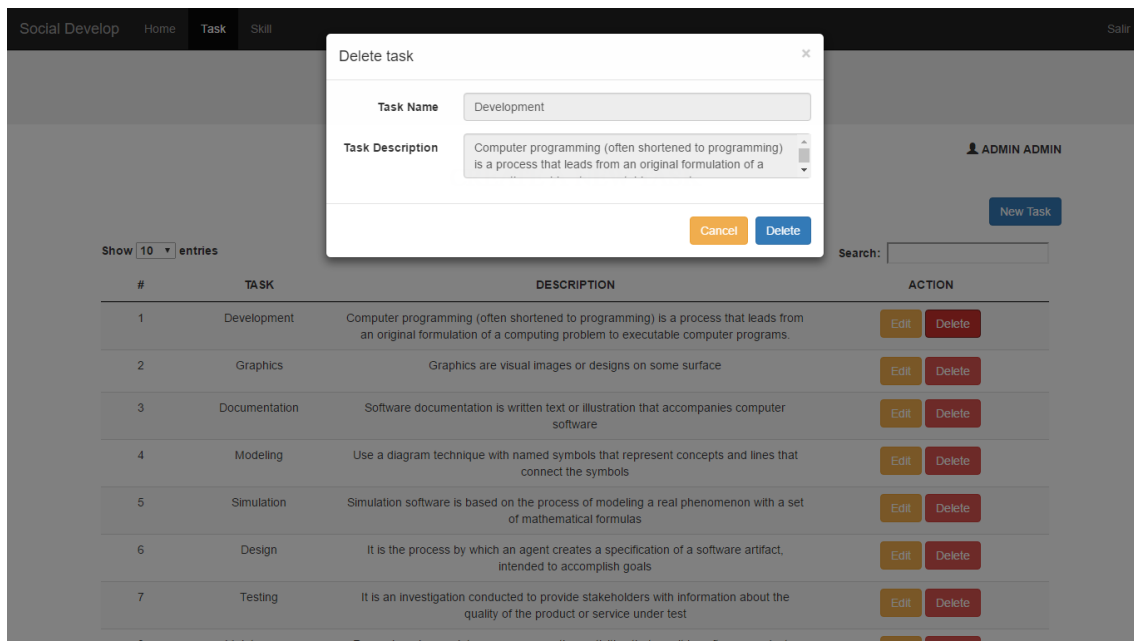 Social Develop Home Task Skill Salir
Delete task ×
Task Name Development
Task Description Computer programming (often shortened to programming)
is a process that leads from an original formulation of a
ADMIN ADMIN
New Task
Cancel Delete
Show 10 entries Search:
# TASK DESCRIPTION ACTION
1 Development Computer programming (often shortened to programming) is a process that leads from
an original formulation of a computing problem to executable computer programs. Edit Delete
2 Graphics Graphics are visual images or designs on some surface Edit Delete
3 Documentation Software documentation is written text or illustration that accompanies computer
software Edit Delete
4 Modeling Use a diagram technique with named symbols that represent concepts and lines that
connect the symbols Edit Delete
5 Simulation Simulation software is based on the process of modeling a real phenomenon with a set
of mathematical formulas Edit Delete
6 Design It is the process by which an agent creates a specification of a software artifact,
intended to accomplish goals Edit Delete
7 Testing It is an investigation conducted to provide stakeholders with information about the
quality of the product or service under test Edit Delete